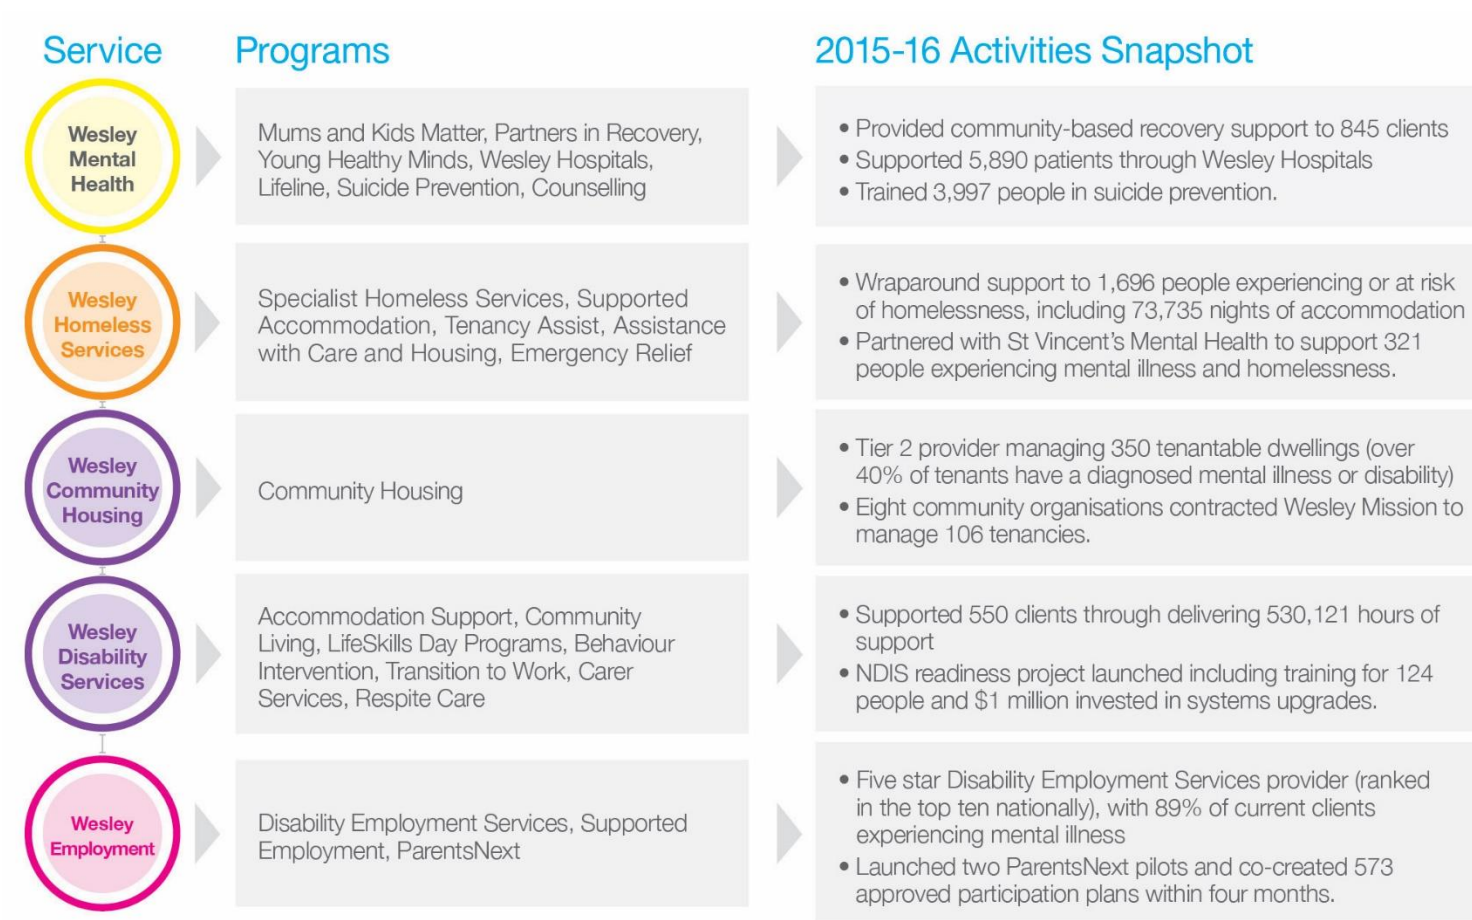 Service
Programs
2015-16 Activities Snapshot
Wesley
Mental
Health
Mums and Kids Matter, Partners in Recovery,
Young Healthy Minds, Wesley Hospitals,
Lifeline, Suicide Prevention, Counselling
• Provided community-based recovery support to 845 clients
• Supported 5,890 patients through Wesley Hospitals
• Trained 3,997 people in suicide prevention.
Wesley
Homeless
Services
Specialist Homeless Services, Supported
Accommodation, Tenancy Assist, Assistance
with Care and Housing, Emergency Relief
• Wraparound support to 1,696 people experiencing or at risk
of homelessness, including 73,735 nights of accommodation
• Partnered with St Vincent's Mental Health to support 321
people experiencing mental illness and homelessness.
Wesley
Community
Housing
Community Housing
• Tier 2 provider managing 350 tenantable dwellings (over
40% of tenants have a diagnosed mental illness or disability)
• Eight community organisations contracted Wesley Mission to
manage 106 tenancies.
Wesley
Disability
Services
Accommodation Support, Community
Living, LifeSkills Day Programs, Behaviour
Intervention, Transition to Work, Carer
Services, Respite Care
• Supported 550 clients through delivering 530,121 hours of
support
• NDIS readiness project launched including training for 124
people and $1 million invested in systems upgrades.
Wesley
Employment
Disability Employment Services, Supported
Employment, ParentsNext
• Five star Disability Employment Services provider (ranked
in the top ten nationally), with 89% of current clients
experiencing mental illness
• Launched two ParentsNext pilots and co-created 573
approved participation plans within four months.